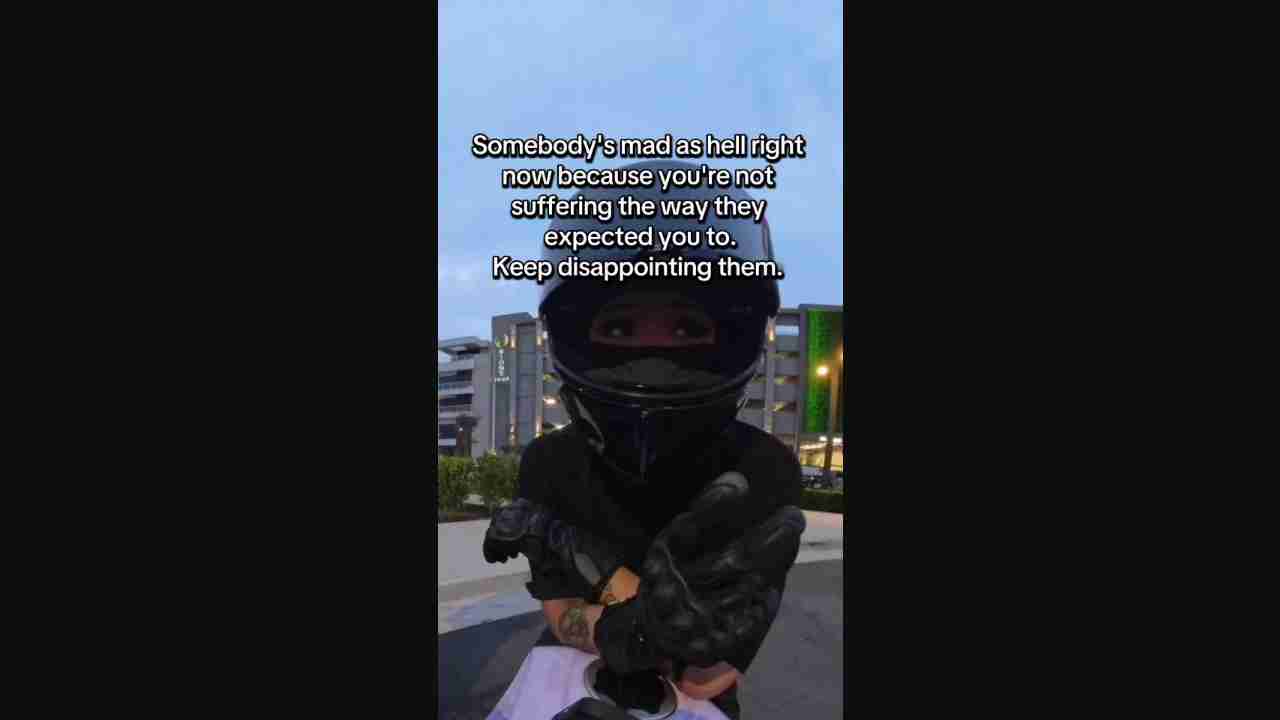 Somebody's mad as hell right
now because you're not
suffering the way they
expected you to.
Keep disappointing them.